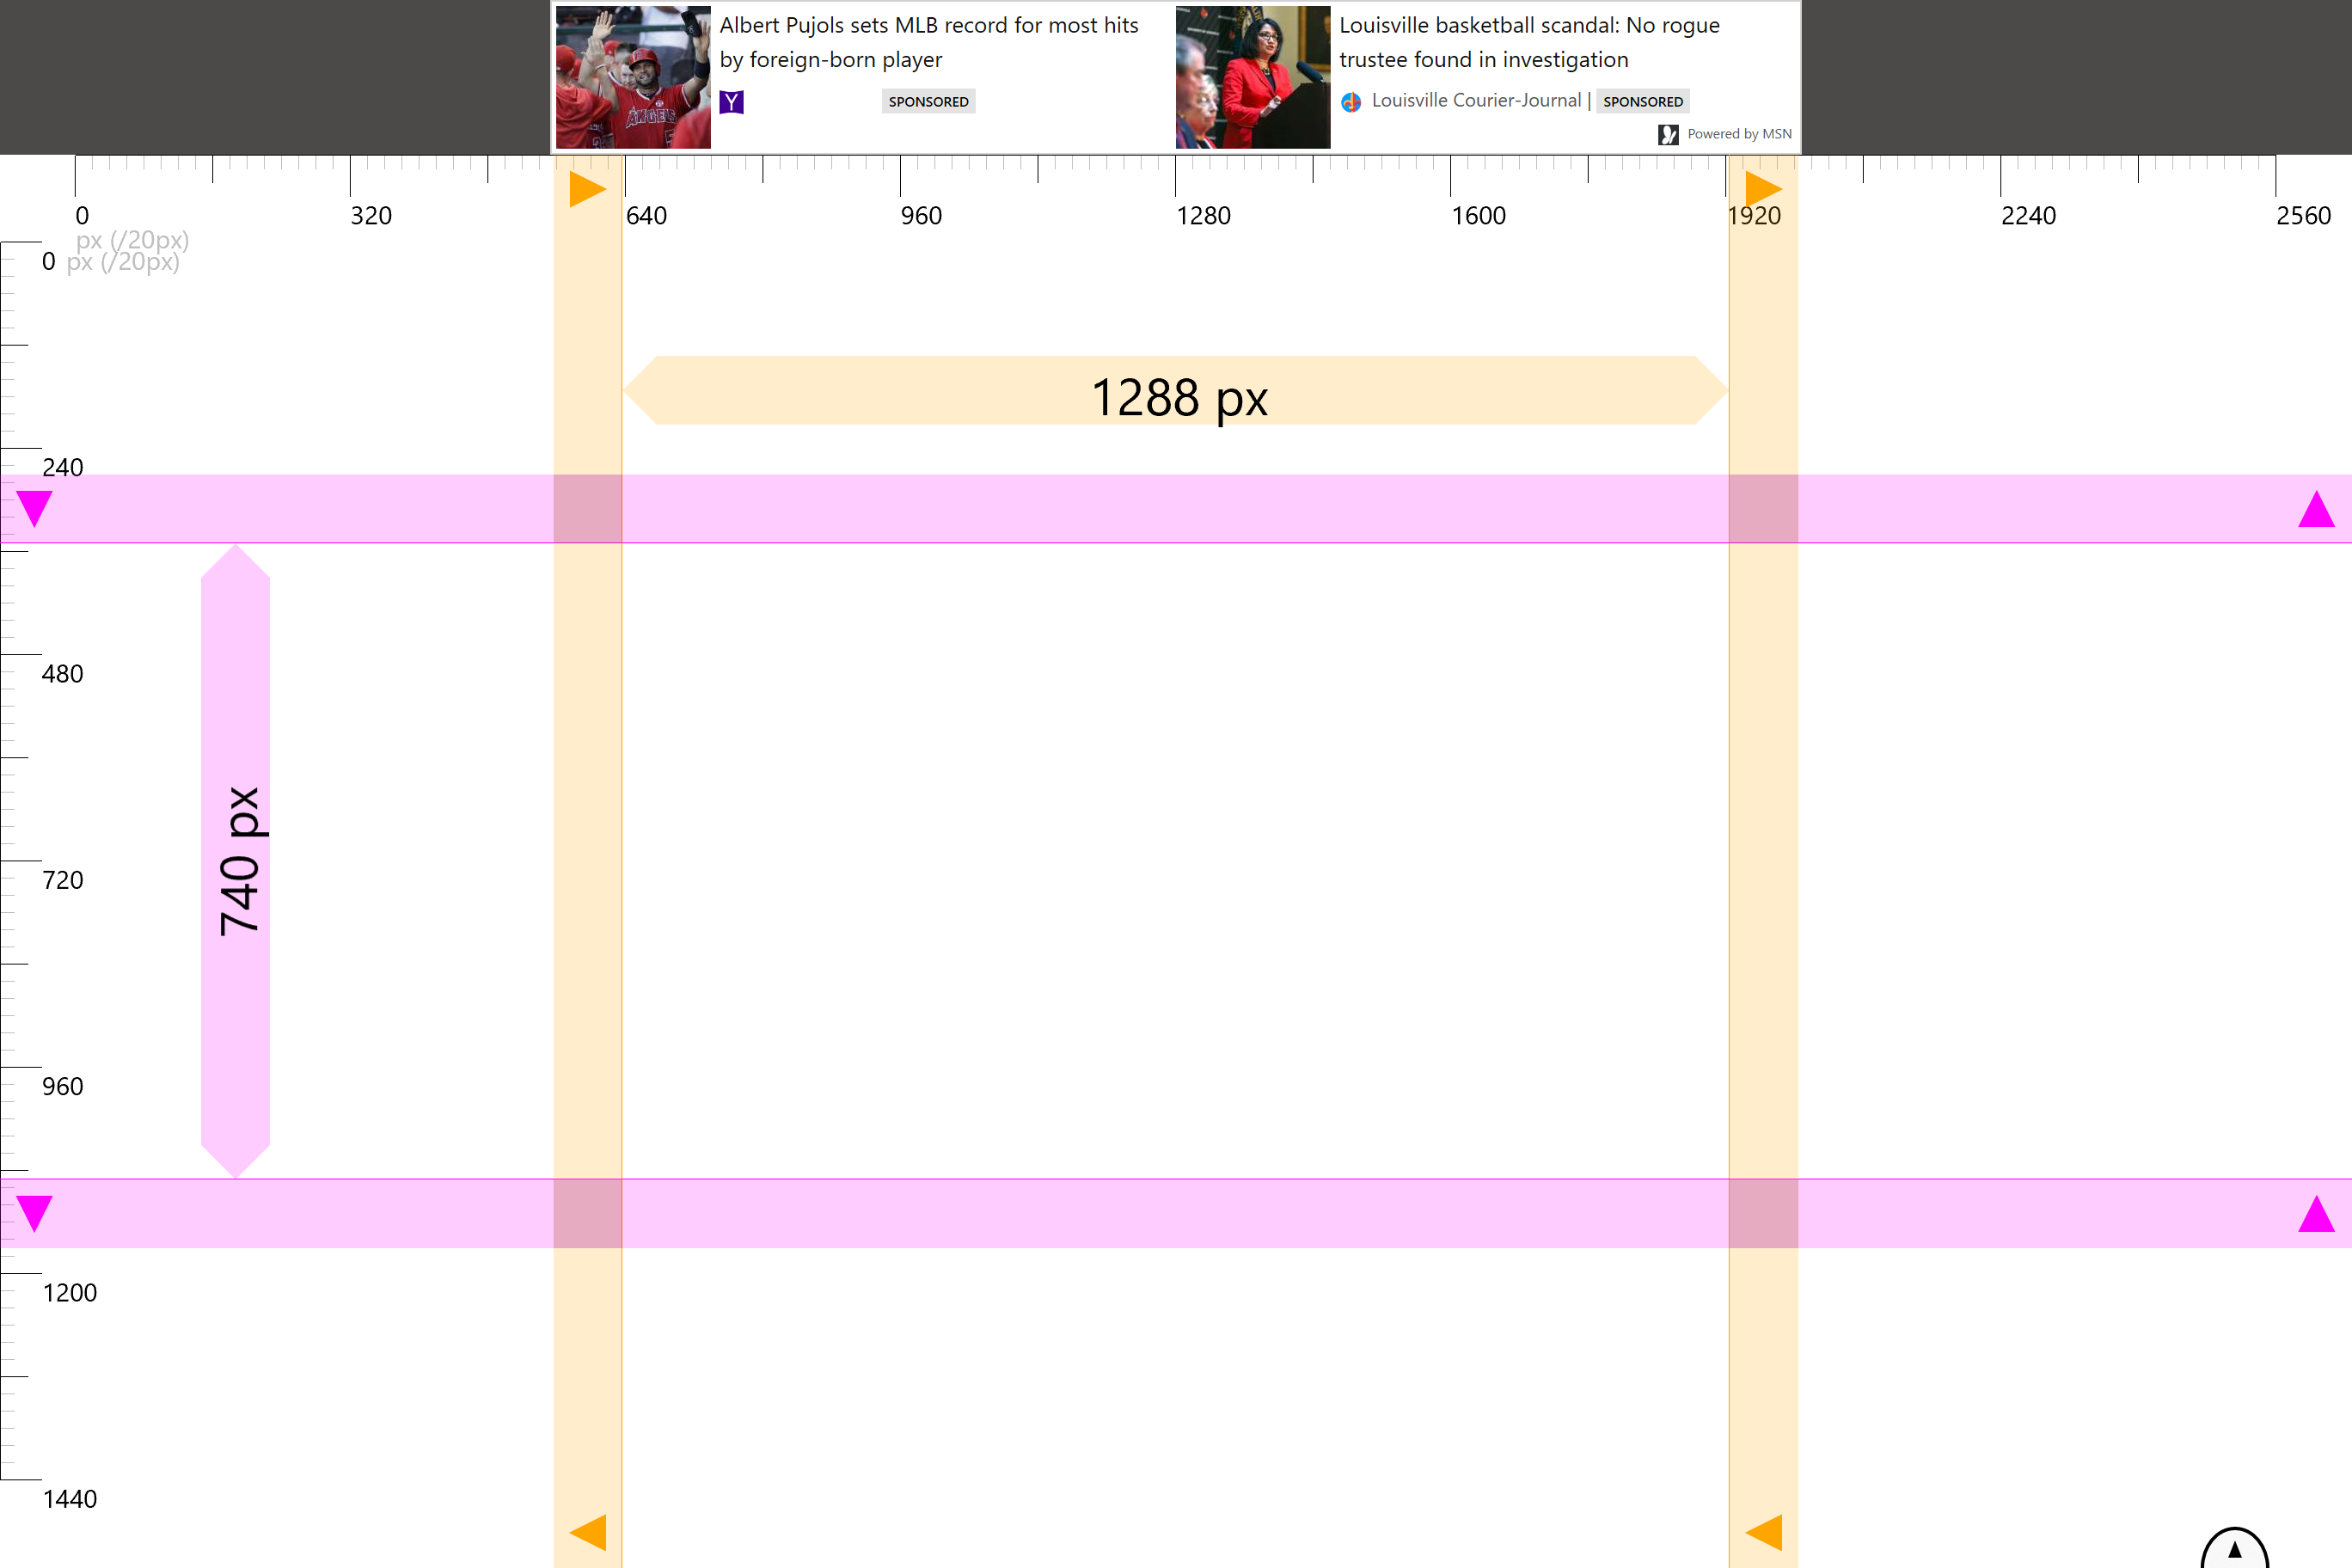 Albert Pujols sets MLB record for most hits
by foreign-born player
Y
SPONSORED
ANGELS
Louisville basketball scandal: No rogue
trustee found in investigation
Louisville Courier-Journal | SPONSORED
Powered by MSN
0 320 640 960 1280 1600 1920 2240 2560
px (/20px)
0 px (/20px)
1288 px
240
480
740 px
720
960
1200
1440